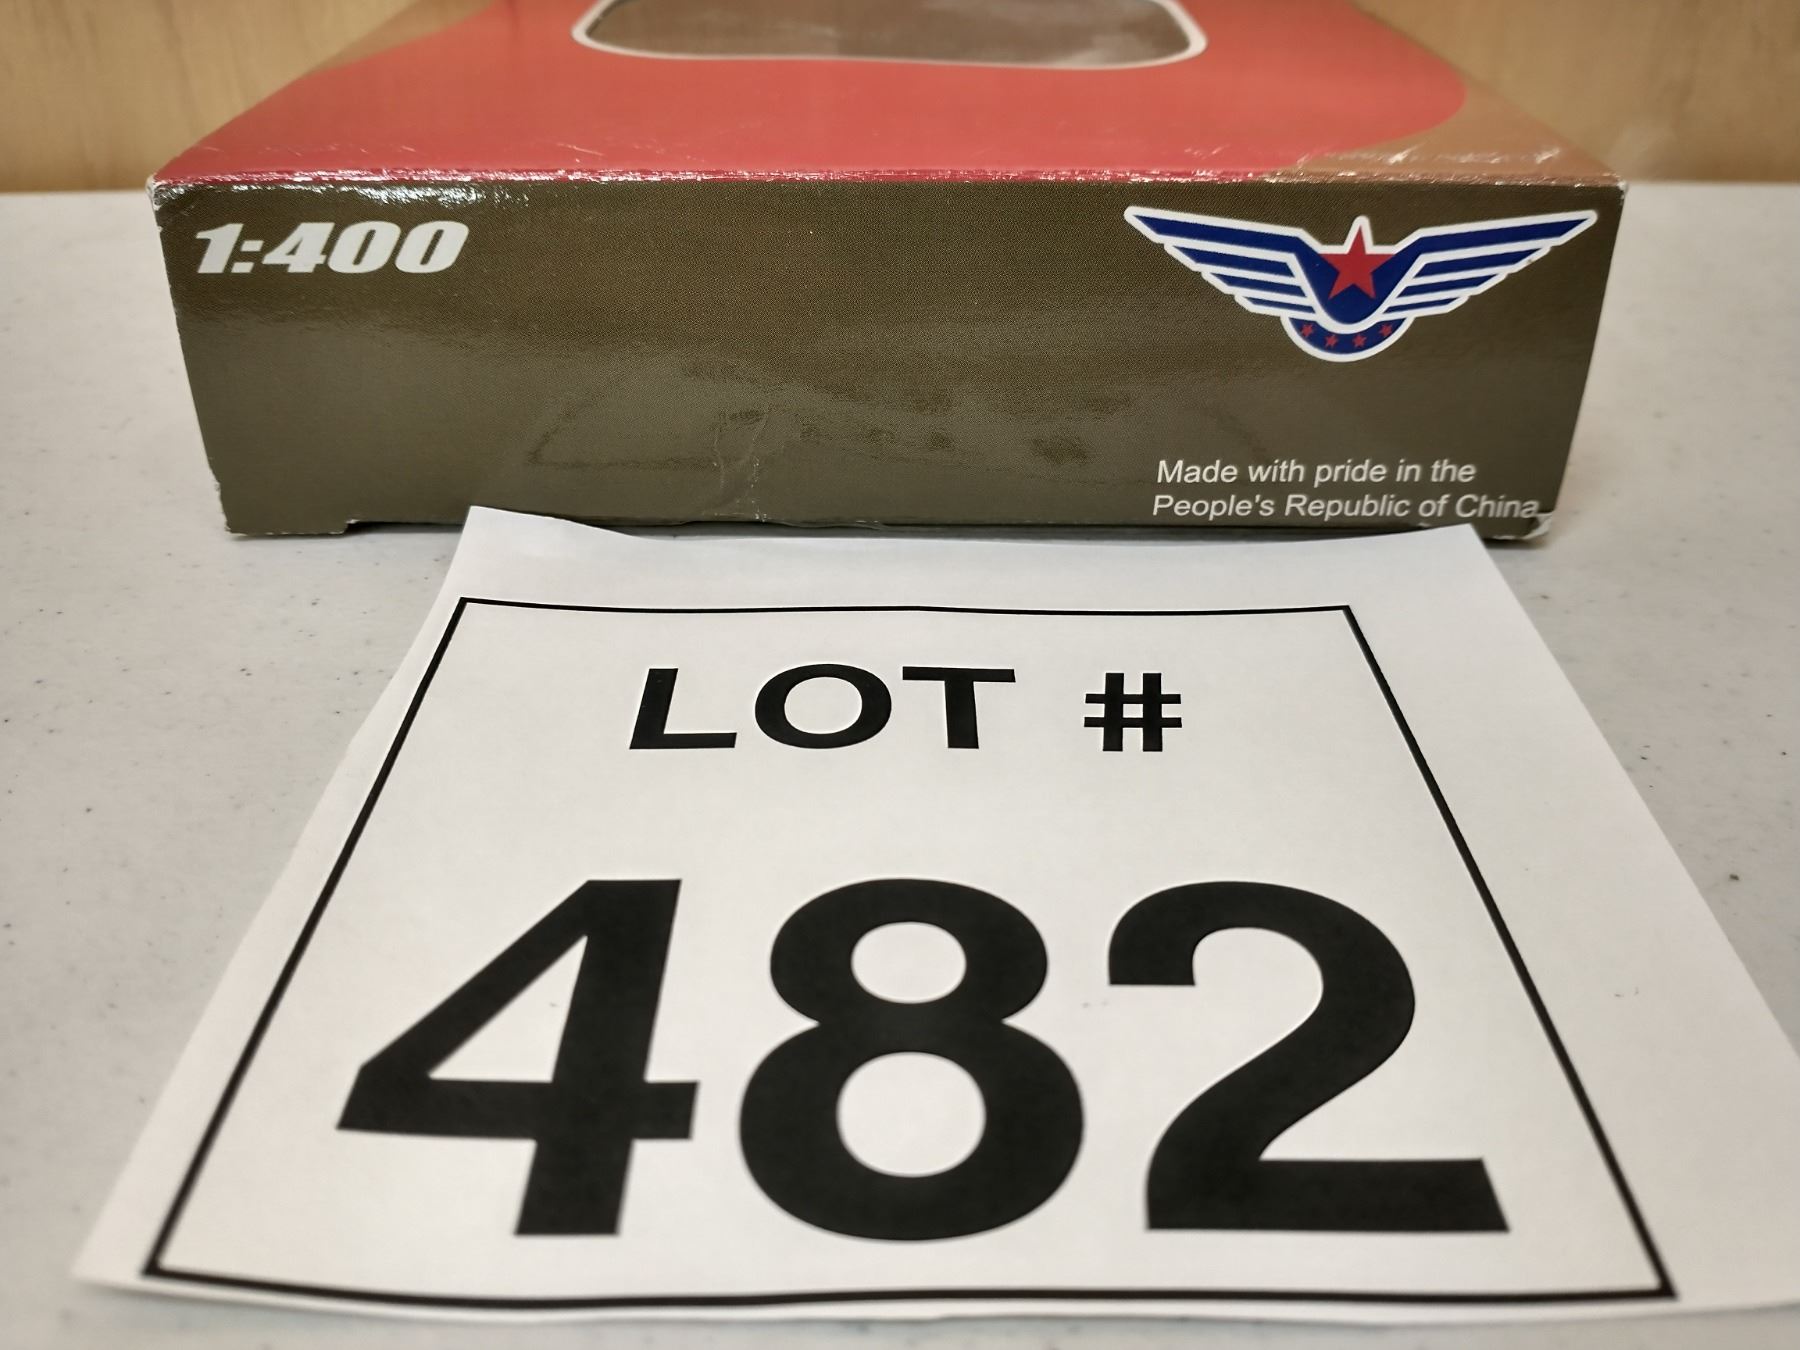 1:400
Made with pride in the
People's Republic of China
LOT #
482